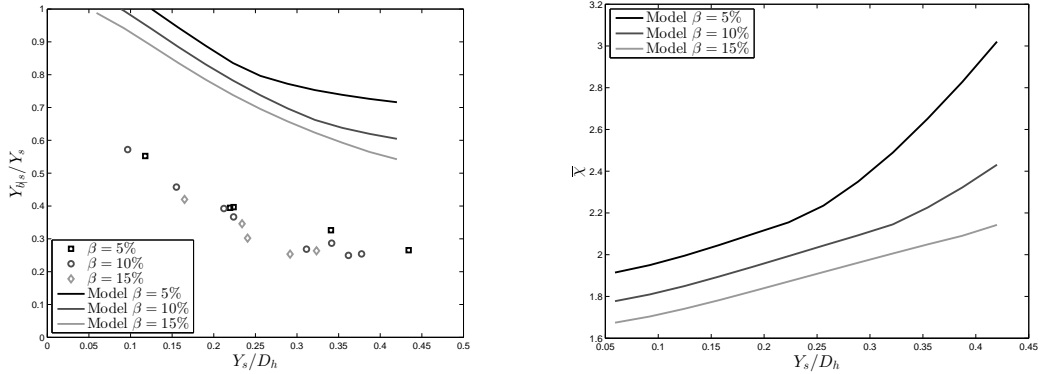 1
0.9
0.8
0.7
0.6
0.5
0.4
0.3
0.2
0.1
0
Y_{b|s}/Y_s
β = 5%
β = 10%
β = 15%
Model β = 5%
Model β = 10%
Model β = 15%
0 0.05 0.1 0.15 0.2 0.25 0.3 0.35 0.4 0.45 0.5
Y_s/D_h
3.2
3
2.8
2.6
2.4
2.2
2
1.8
1.6
χ̅
Model β = 5%
Model β = 10%
Model β = 15%
0.05 0.1 0.15 0.2 0.25 0.3 0.35 0.4 0.45
Y_s/D_h